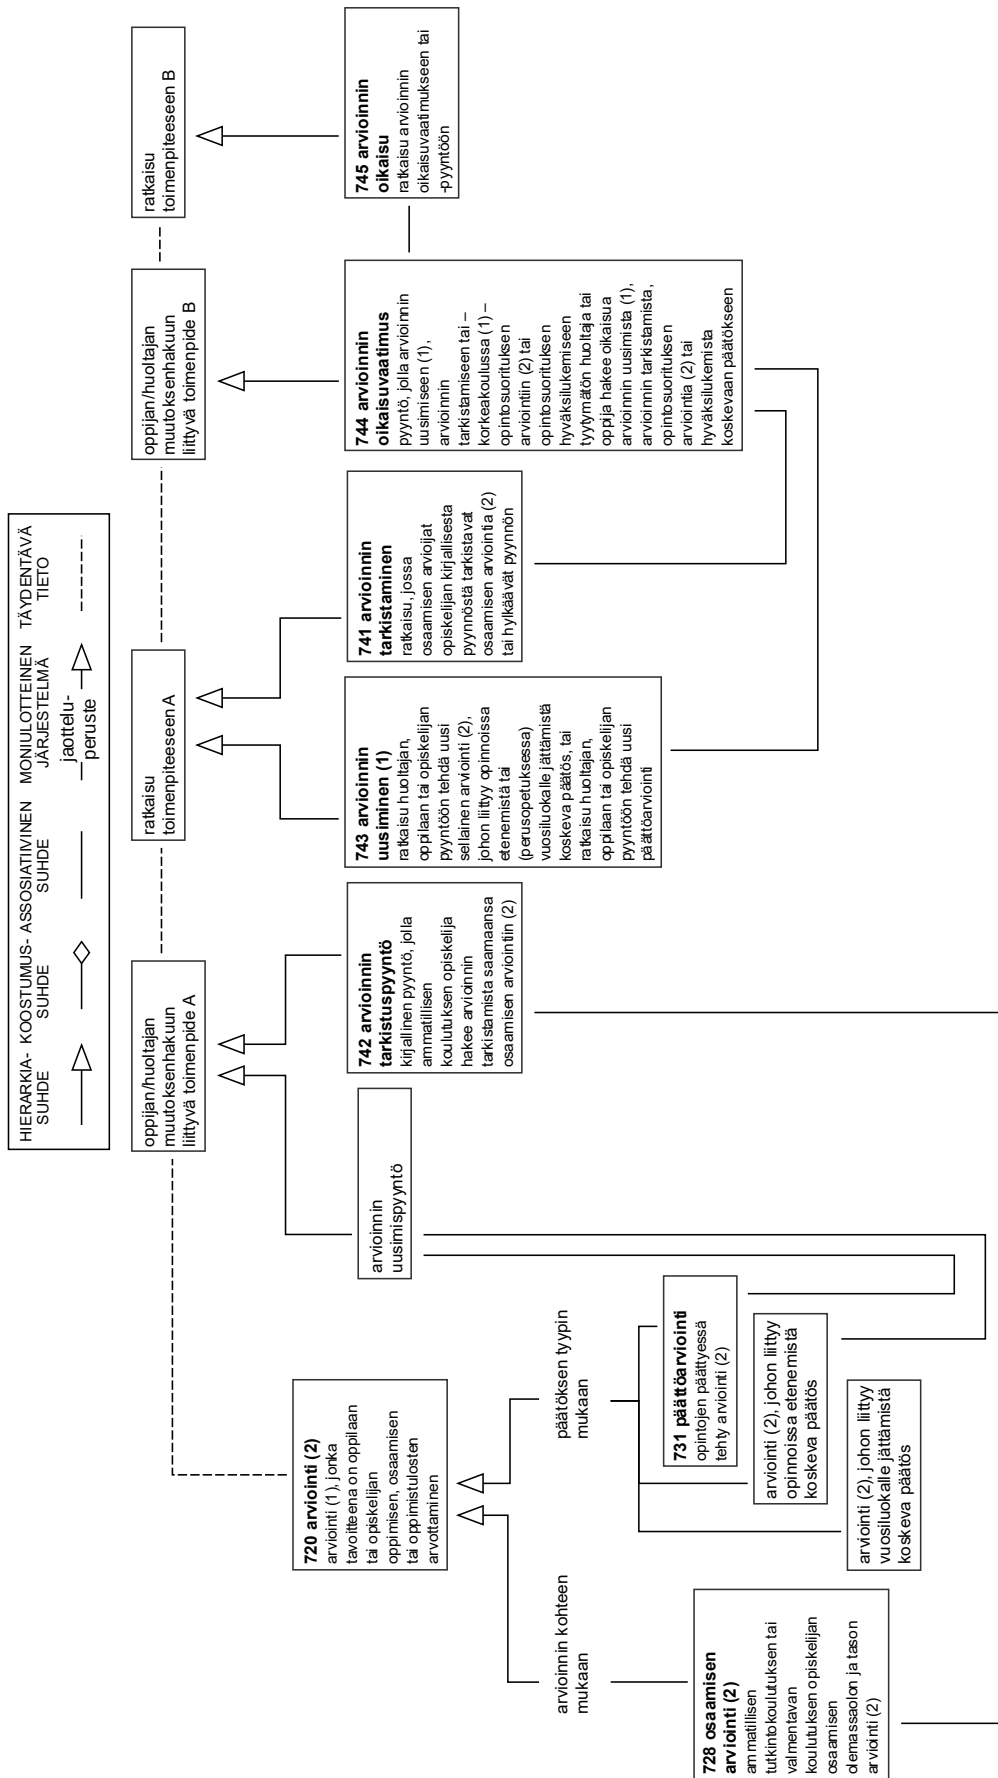 HIERARKIA-
SUHDE
KOOSTUMUS-
SUHDE
ASSOSIATIIVINEN
SUHDE
MONIULOTTEINEN
JÄRJESTELMÄ
TÄYDENTÄVÄ
TIETO
jaottelu-
peruste
oppijan/huoltajan
muutoksenhakuun
liittyvä toimenpide A
ratkaisu
toimenpiteeseen A
oppijan/huoltajan
muutoksenhakuun
liittyvä toimenpide B
ratkaisu
toimenpiteeseen B
720 arviointi (2)
arviointi (1), jonka
tavoitteena on oppilaan
tai opiskelijan
oppimisen, osaamisen
tai oppimistulosten
arvottaminen
arvioinnin
uusimispyyntö
742 arvioinnin
tarkistuspyyntö
kirjallinen pyyntö, jolla
ammatillisen
koulutuksen opiskelija
hakee arvioinnin
tarkistamista saamaansa
osaamisen arviointiin (2)
743 arvioinnin
uusiminen (1)
ratkaisu huoltajan,
oppilaan tai opiskelijan
pyyntöön tehdä uusi
sellainen arviointi (2),
johon liittyy opinnoissa
etenemistä tai
(perusopetuksessa)
vuosiluokalle jättämistä
koskeva päätös, tai
ratkaisu huoltajan,
oppilaan tai opiskelijan
pyyntöön tehdä uusi
päättöarviointi
741 arvioinnin
tarkistaminen
ratkaisu, jossa
osaamisen arvioijat
opiskelijan kirjallisesta
pyynnöstä tarkistavat
osaamisen arviointia (2)
tai hylkäävät pyynnön
744 arvioinnin
oikaisuvaatimus
pyyntö, jolla arvioinnin
uusimiseen (1),
arvioinnin
tarkistamiseen tai –
korkeakoulussa (1) –
opintosuorituksen
arviointiin (2) tai
opintosuorituksen
hyväksilukemiseen
tyytymätön huoltaja tai
oppija hakee oikaisua
arvioinnin uusimista (1),
arvioinnin tarkistamista,
opintosuorituksen
arviointia (2) tai
hyväksilukemista
koskevaan päätökseen
745 arvioinnin
oikaisu
ratkaisu arvioinnin
oikaisuvaatimukseen tai
-pyyntöön
arvioinnin kohteen
mukaan
päätöksen tyypin
mukaan
728 osaamisen
arviointi (2)
ammatillisen
tutkintokoulutuksen tai
valmentavan
koulutuksen opiskelijan
osaamisen
olemassaolon ja tason
arviointi (2)
731 päättöarviointi
opintojen päättyessä
tehty arviointi (2)
arviointi (2), johon liittyy
opinnoissa etenemistä
koskeva päätös
arviointi (2), johon liittyy
vuosiluokalle jättämistä
koskeva päätös